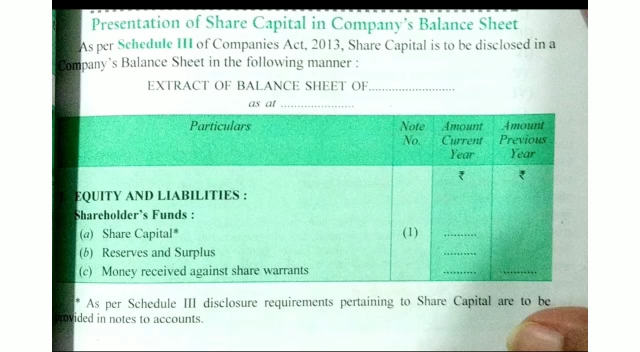 Presentation of Share Capital in Company's Balance Sheet
As per Schedule III of Companies Act, 2013, Share Capital is to be disclosed in a
Company's Balance Sheet in the following manner :
EXTRACT OF BALANCE SHEET OF..........................
as at ......................
Particulars Note No. Amount Current Year Amount Previous Year
₹ ₹
EQUITY AND LIABILITIES :
Shareholder's Funds :
(a) Share Capital* (1) ..........
(b) Reserves and Surplus ..........
(c) Money received against share warrants .......... ..........
* As per Schedule III disclosure requirements pertaining to Share Capital are to be
provided in notes to accounts.